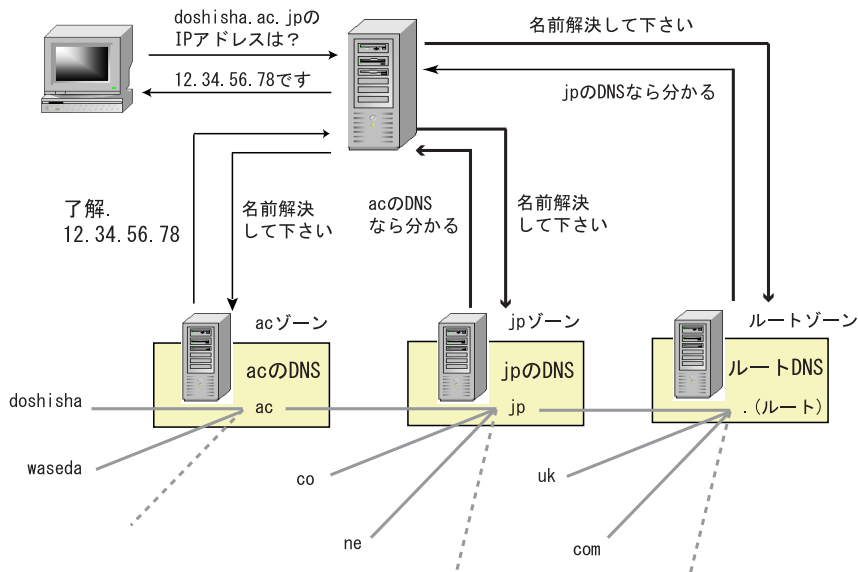 doshisha.ac.jpの
IPアドレスは？
12.34.56.78です
名前解決して下さい
jpのDNSなら分かる
了解.
12.34.56.78
名前解決
して下さい
acのDNS
なら分かる
名前解決
して下さい
acゾーン
jpゾーン
ルートゾーン
acのDNS
jpのDNS
ルートDNS
doshisha
ac
jp
.(ルート)
waseda
co
uk
ne
com